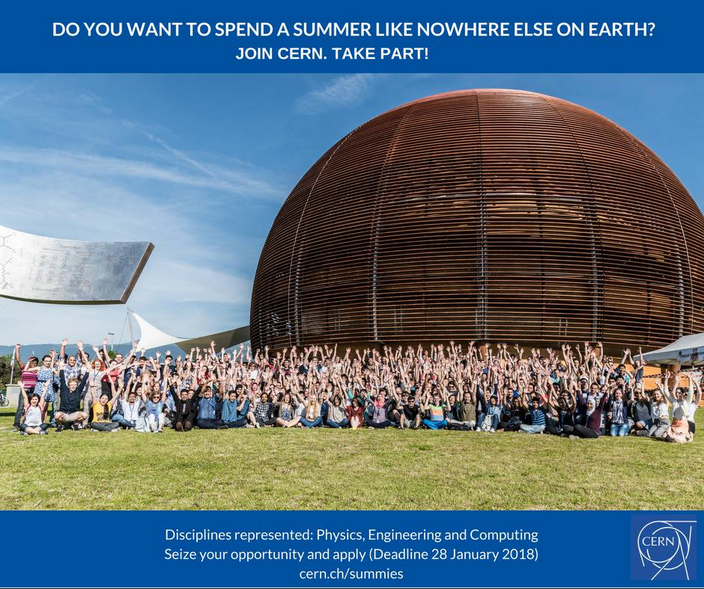 DO YOU WANT TO SPEND A SUMMER LIKE NOWHERE ELSE ON EARTH?
JOIN CERN. TAKE PART!
Disciplines represented: Physics, Engineering and Computing
Seize your opportunity and apply (Deadline 28 January 2018)
cern.ch/summies
CERN